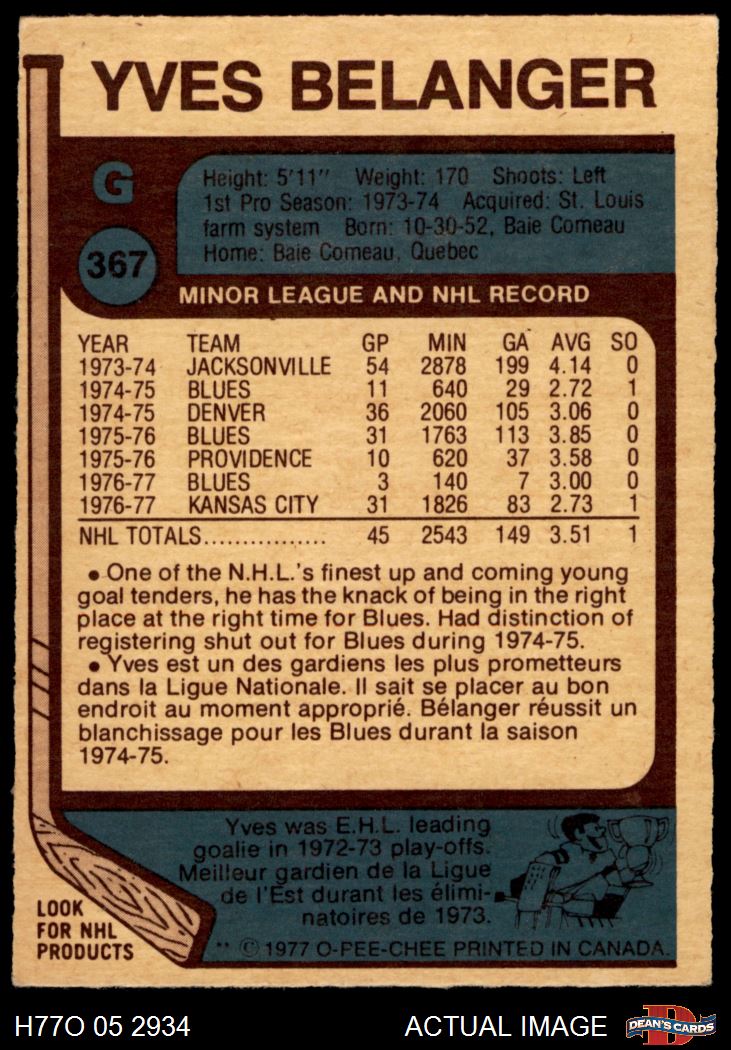 YVES BELANGER
G
367
Height: 5'11" Weight: 170 Shoots: Left
1st Pro Season: 1973-74 Acquired: St. Louis
farm system Born: 10-30-52, Baie Comeau
Home: Baie Comeau, Quebec
MINOR LEAGUE AND NHL RECORD
YEAR TEAM GP MIN GA AVG SO
1973-74 JACKSONVILLE 54 2878 199 4.14 0
1974-75 BLUES 11 640 29 2.72 1
1974-75 DENVER 36 2060 105 3.06 0
1975-76 BLUES 31 1763 113 3.85 0
1975-76 PROVIDENCE 10 620 37 3.58 0
1976-77 BLUES 3 140 7 3.00 0
1976-77 KANSAS CITY 31 1826 83 2.73 1
NHL TOTALS................ 45 2543 149 3.51 1
• One of the N.H.L.'s finest up and coming young
goal tenders, he has the knack of being in the right
place at the right time for Blues. Had distinction of
registering shut out for Blues during 1974-75.
• Yves est un des gardiens les plus prometteurs
dans la Ligue Nationale. Il sait se placer au bon
endroit au moment approprié. Bélanger réussit un
blanchissage pour les Blues durant la saison
1974-75.
Yves was E.H.L. leading
goalie in 1972-73 play-offs.
Meilleur gardien de la Ligue
de l'Est durant les élimi-
natoires de 1973.
LOOK
FOR NHL
PRODUCTS
** © 1977 O-PEE-CHEE PRINTED IN CANADA.
H77O 05 2934
ACTUAL IMAGE
D
DEAN'S CARDS